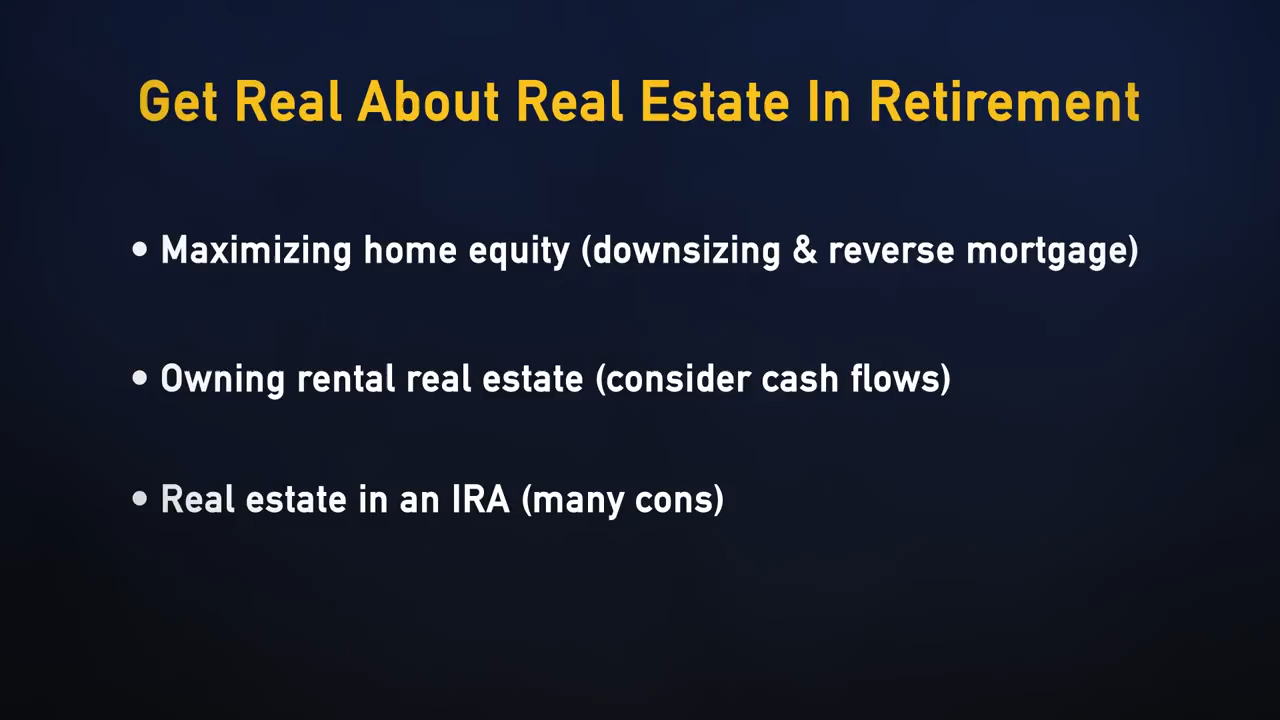 Get Real About Real Estate In Retirement
• Maximizing home equity (downsizing & reverse mortgage)
• Owning rental real estate (consider cash flows)
• Real estate in an IRA (many cons)